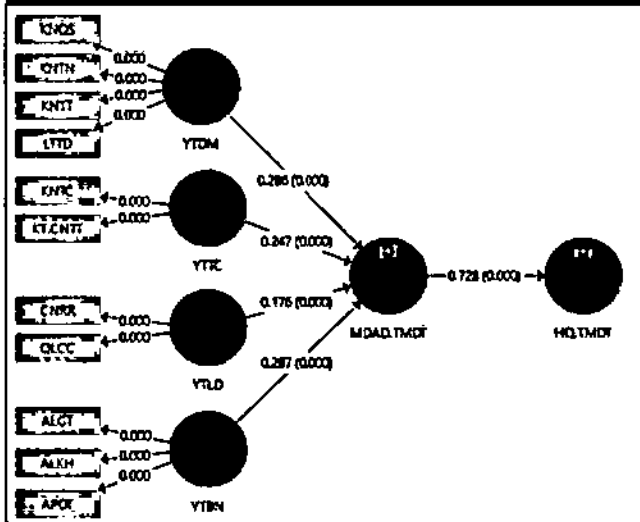 KNQS
0.000
KNTN
0.000
KNTT
0.000
LTTD
0.000
YTDM
0.286 (0.000)
KNTC
0.000
KT.CNTT
0.000
YTTC
0.247 (0.000)
[+]
0.728 (0.000)
[+]
MDAD.TMDT
HQ.TMDT
CNRR
0.000
QLCC
0.000
YTLD
0.176 (0.000)
0.287 (0.000)
ALCT
0.000
ALKH
0.000
0.000
YTBN